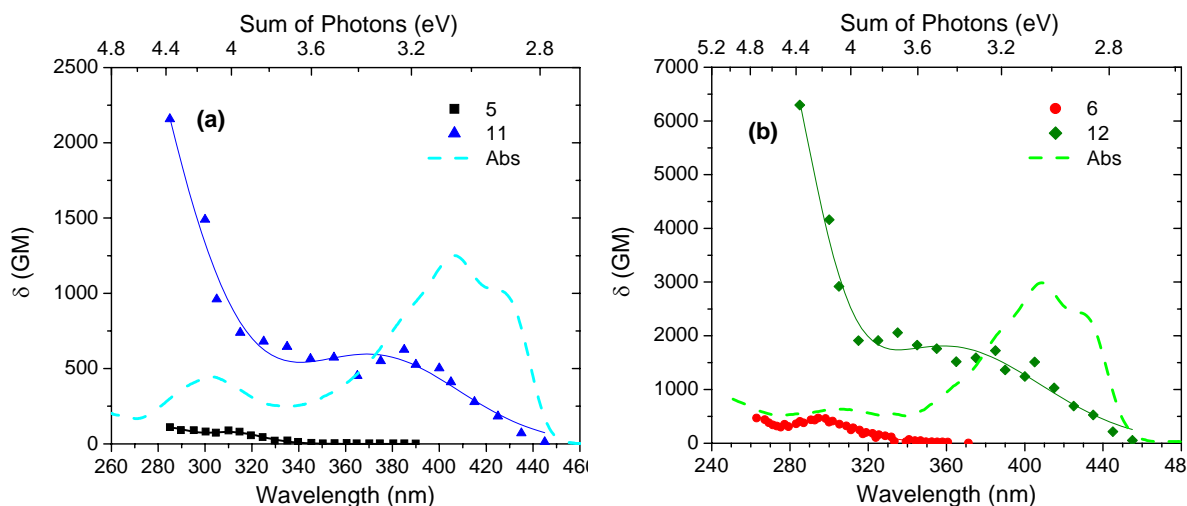 Sum of Photons (eV)
4.8 4.4 4 3.6 3.2 2.8
2500
2000
1500
1000
500
0
δ (GM)
(a)
5
11
Abs
260 280 300 320 340 360 380 400 420 440 460
Wavelength (nm)
Sum of Photons (eV)
5.2 4.8 4.4 4 3.6 3.2 2.8
7000
6000
5000
4000
3000
2000
1000
0
δ (GM)
(b)
6
12
Abs
240 280 320 360 400 440 48
Wavelength (nm)